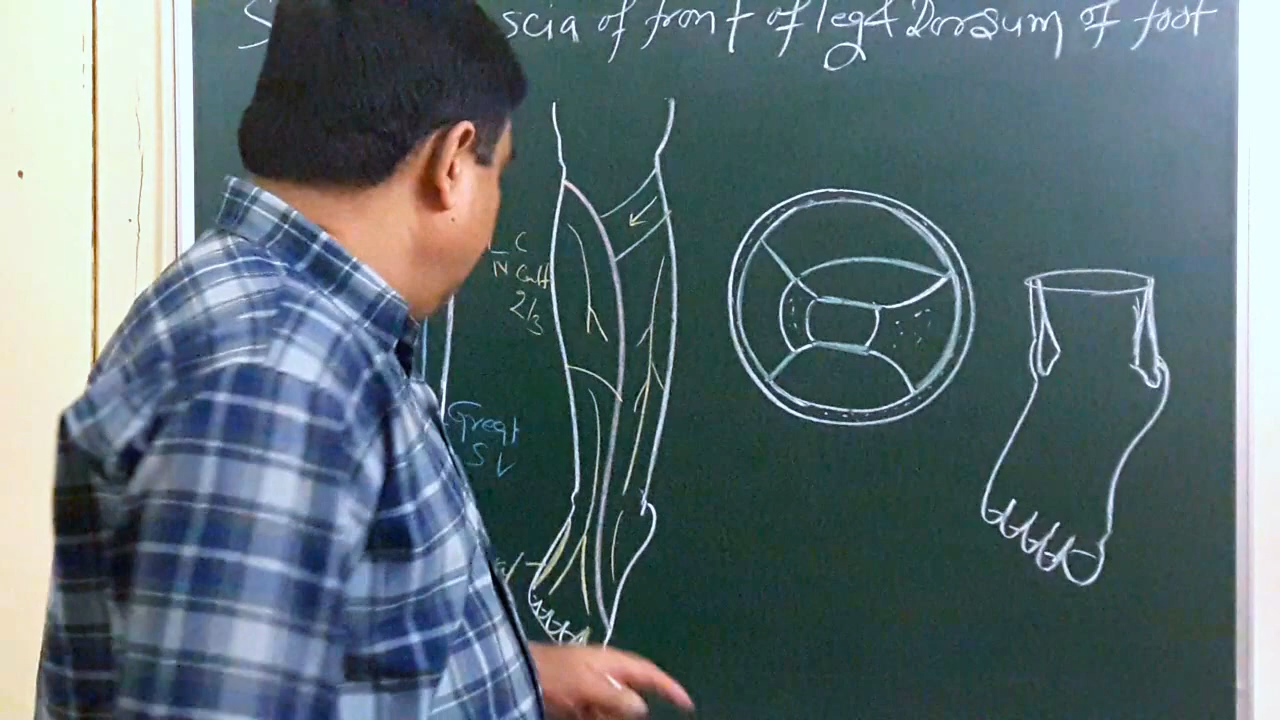 scia of front of leg & Dorsum of foot
L C
N Calf
2/3
Great
S V